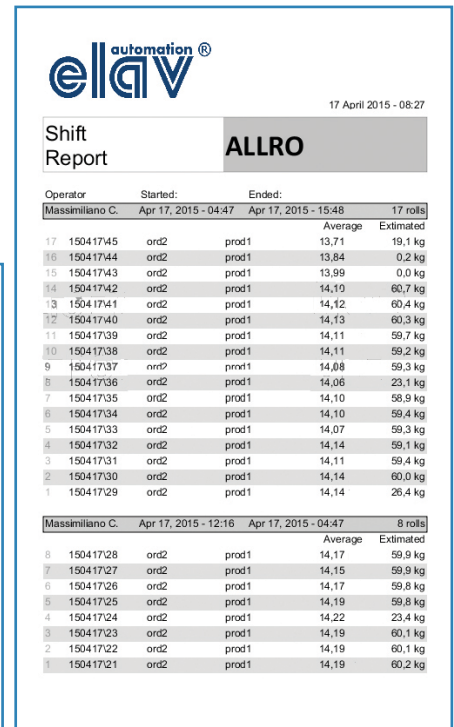 automation ®
elav
17 April 2015 - 08:27
Shift
Report
ALLRO
Operator Started: Ended:
Massimiliano C. Apr 17, 2015 - 04:47 Apr 17, 2015 - 15:48 17 rolls
Average Extimated
17 150417\45 ord2 prod1 13,71 19,1 kg
16 150417\44 ord2 prod1 13,84 0,2 kg
15 150417\43 ord2 prod1 13,99 0,0 kg
14 150417\42 ord2 prod1 14,10 60,7 kg
13 150417\41 ord2 prod1 14,12 60,4 kg
12 150417\40 ord2 prod1 14,13 60,3 kg
11 150417\39 ord2 prod1 14,11 59,7 kg
10 150417\38 ord2 prod1 14,11 59,2 kg
9 150417\37 ord2 prod1 14,08 59,3 kg
8 150417\36 ord2 prod1 14,06 23,1 kg
7 150417\35 ord2 prod1 14,10 58,9 kg
6 150417\34 ord2 prod1 14,10 59,4 kg
5 150417\33 ord2 prod1 14,07 59,3 kg
4 150417\32 ord2 prod1 14,14 59,1 kg
3 150417\31 ord2 prod1 14,11 59,4 kg
2 150417\30 ord2 prod1 14,14 60,0 kg
1 150417\29 ord2 prod1 14,14 26,4 kg
Massimiliano C. Apr 17, 2015 - 12:16 Apr 17, 2015 - 04:47 8 rolls
Average Extimated
8 150417\28 ord2 prod1 14,17 59,9 kg
7 150417\27 ord2 prod1 14,15 59,9 kg
6 150417\26 ord2 prod1 14,17 59,8 kg
5 150417\25 ord2 prod1 14,19 59,8 kg
4 150417\24 ord2 prod1 14,22 23,4 kg
3 150417\23 ord2 prod1 14,19 60,1 kg
2 150417\22 ord2 prod1 14,19 60,1 kg
1 150417\21 ord2 prod1 14,19 60,2 kg